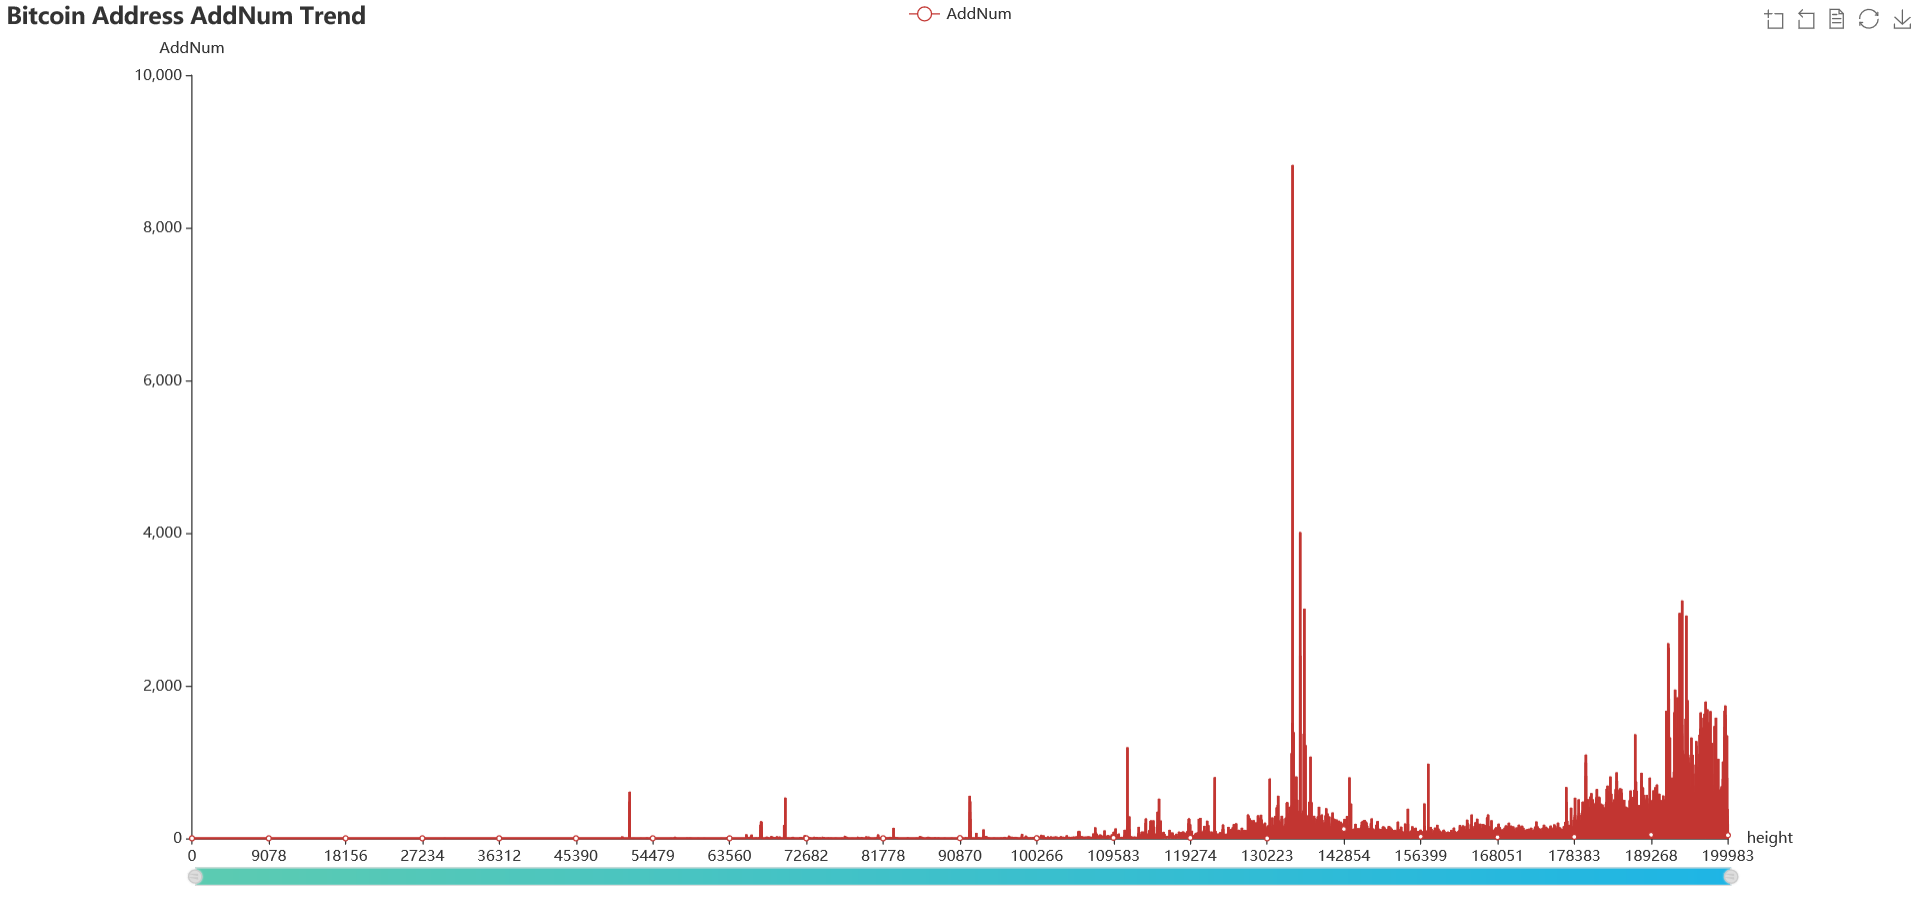 Bitcoin Address AddNum Trend
AddNum
AddNum
10,000
8,000
6,000
4,000
2,000
0
0 9078 18156 27234 36312 45390 54479 63560 72682 81778 90870 100266 109583 119274 130223 142854 156399 168051 178383 189268 199983
height